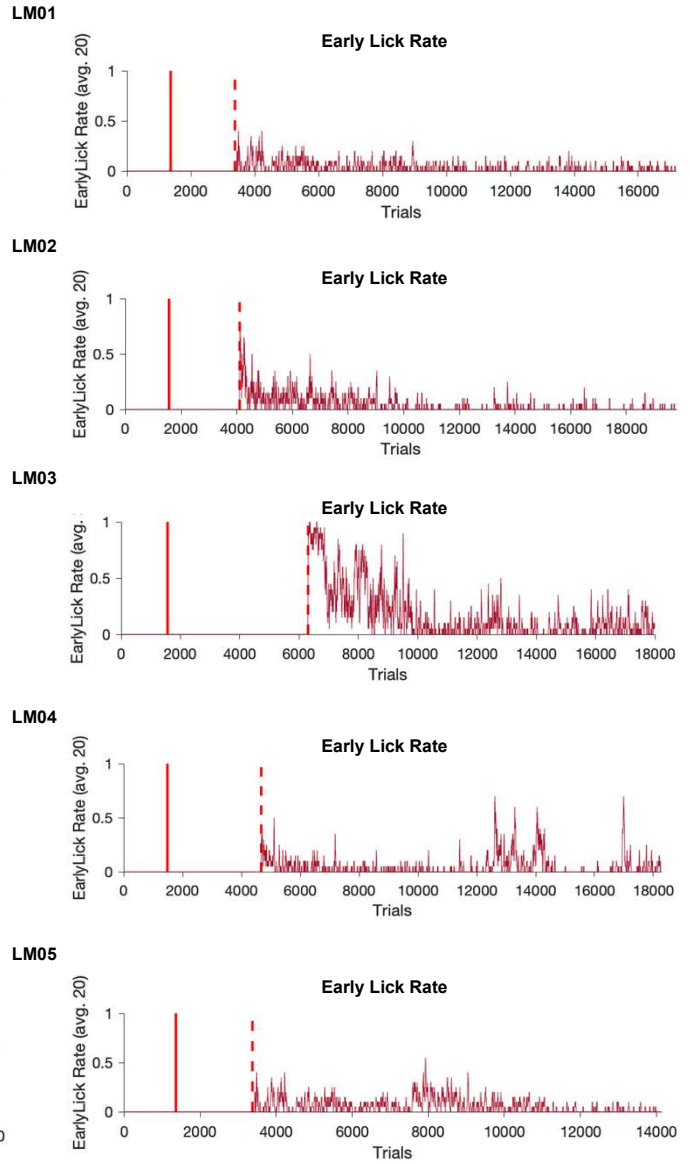 LM01
Early Lick Rate
EarlyLick Rate (avg. 20)
1
0.5
0
0 2000 4000 6000 8000 10000 12000 14000 16000
Trials
LM02
Early Lick Rate
EarlyLick Rate (avg. 20)
1
0.5
0
0 2000 4000 6000 8000 10000 12000 14000 16000 18000
Trials
LM03
Early Lick Rate
EarlyLick Rate (avg.
1
0.5
0
0 2000 4000 6000 8000 10000 12000 14000 16000 18000
Trials
LM04
Early Lick Rate
EarlyLick Rate (avg. 20)
1
0.5
0
0 2000 4000 6000 8000 10000 12000 14000 16000 18000
Trials
LM05
Early Lick Rate
EarlyLick Rate (avg. 20)
1
0.5
0
0 2000 4000 6000 8000 10000 12000 14000
Trials